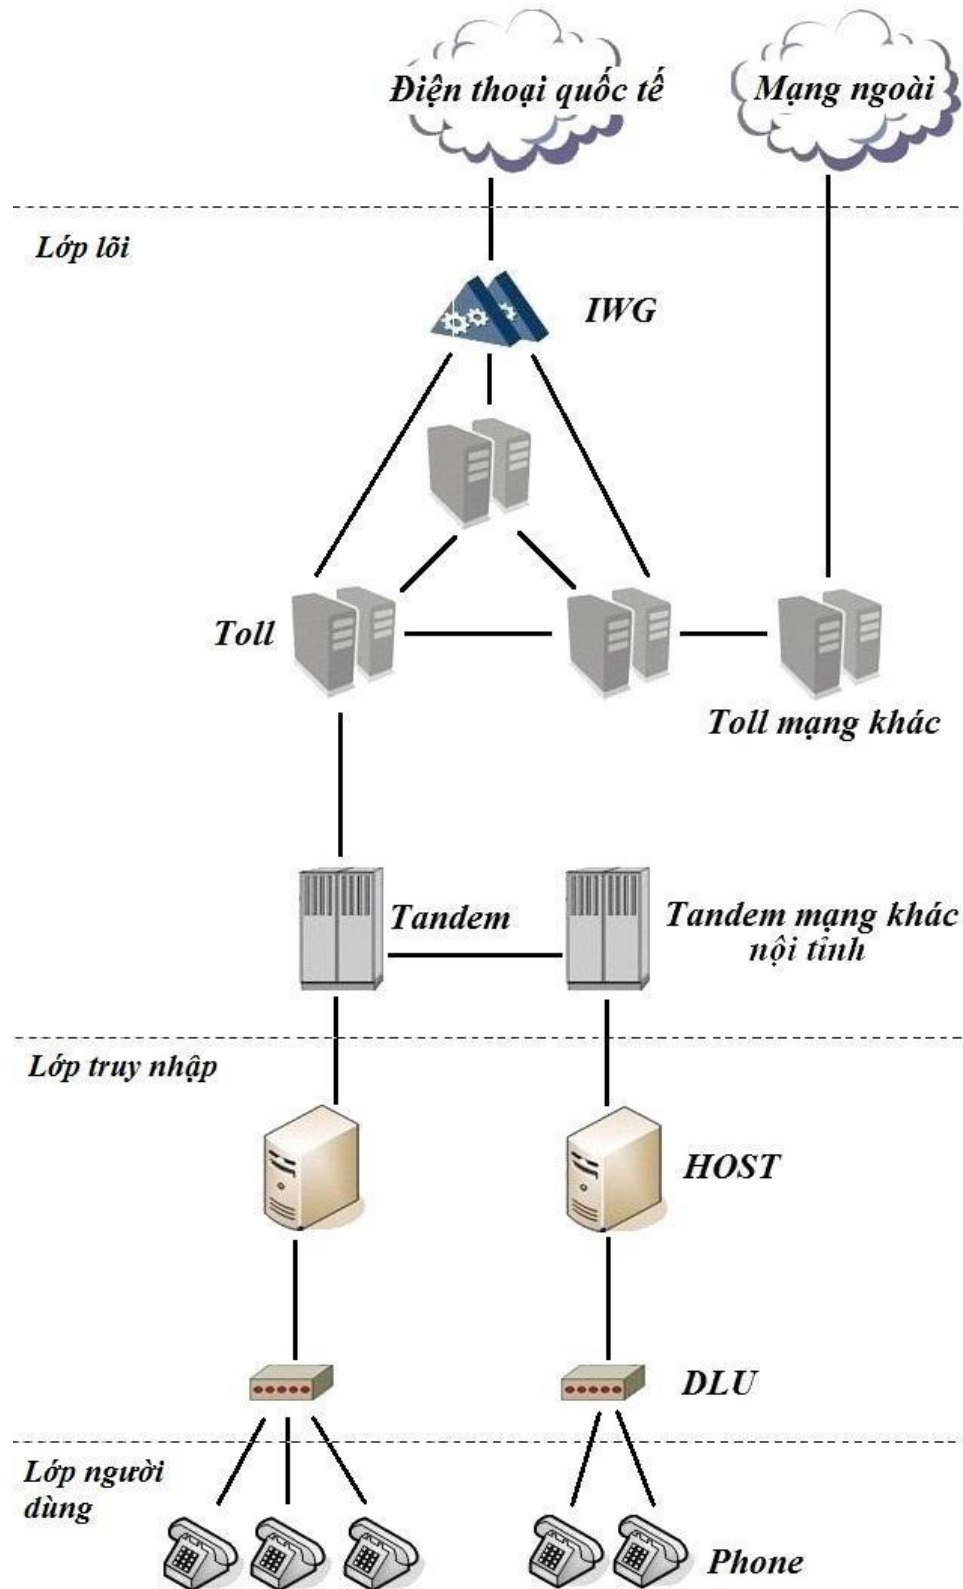 Điện thoại quốc tế
Mạng ngoài
Lớp lõi
IWG
Toll
Toll mạng khác
Tandem
Tandem mạng khác
nội tỉnh
Lớp truy nhập
HOST
DLU
Lớp người
dùng
Phone